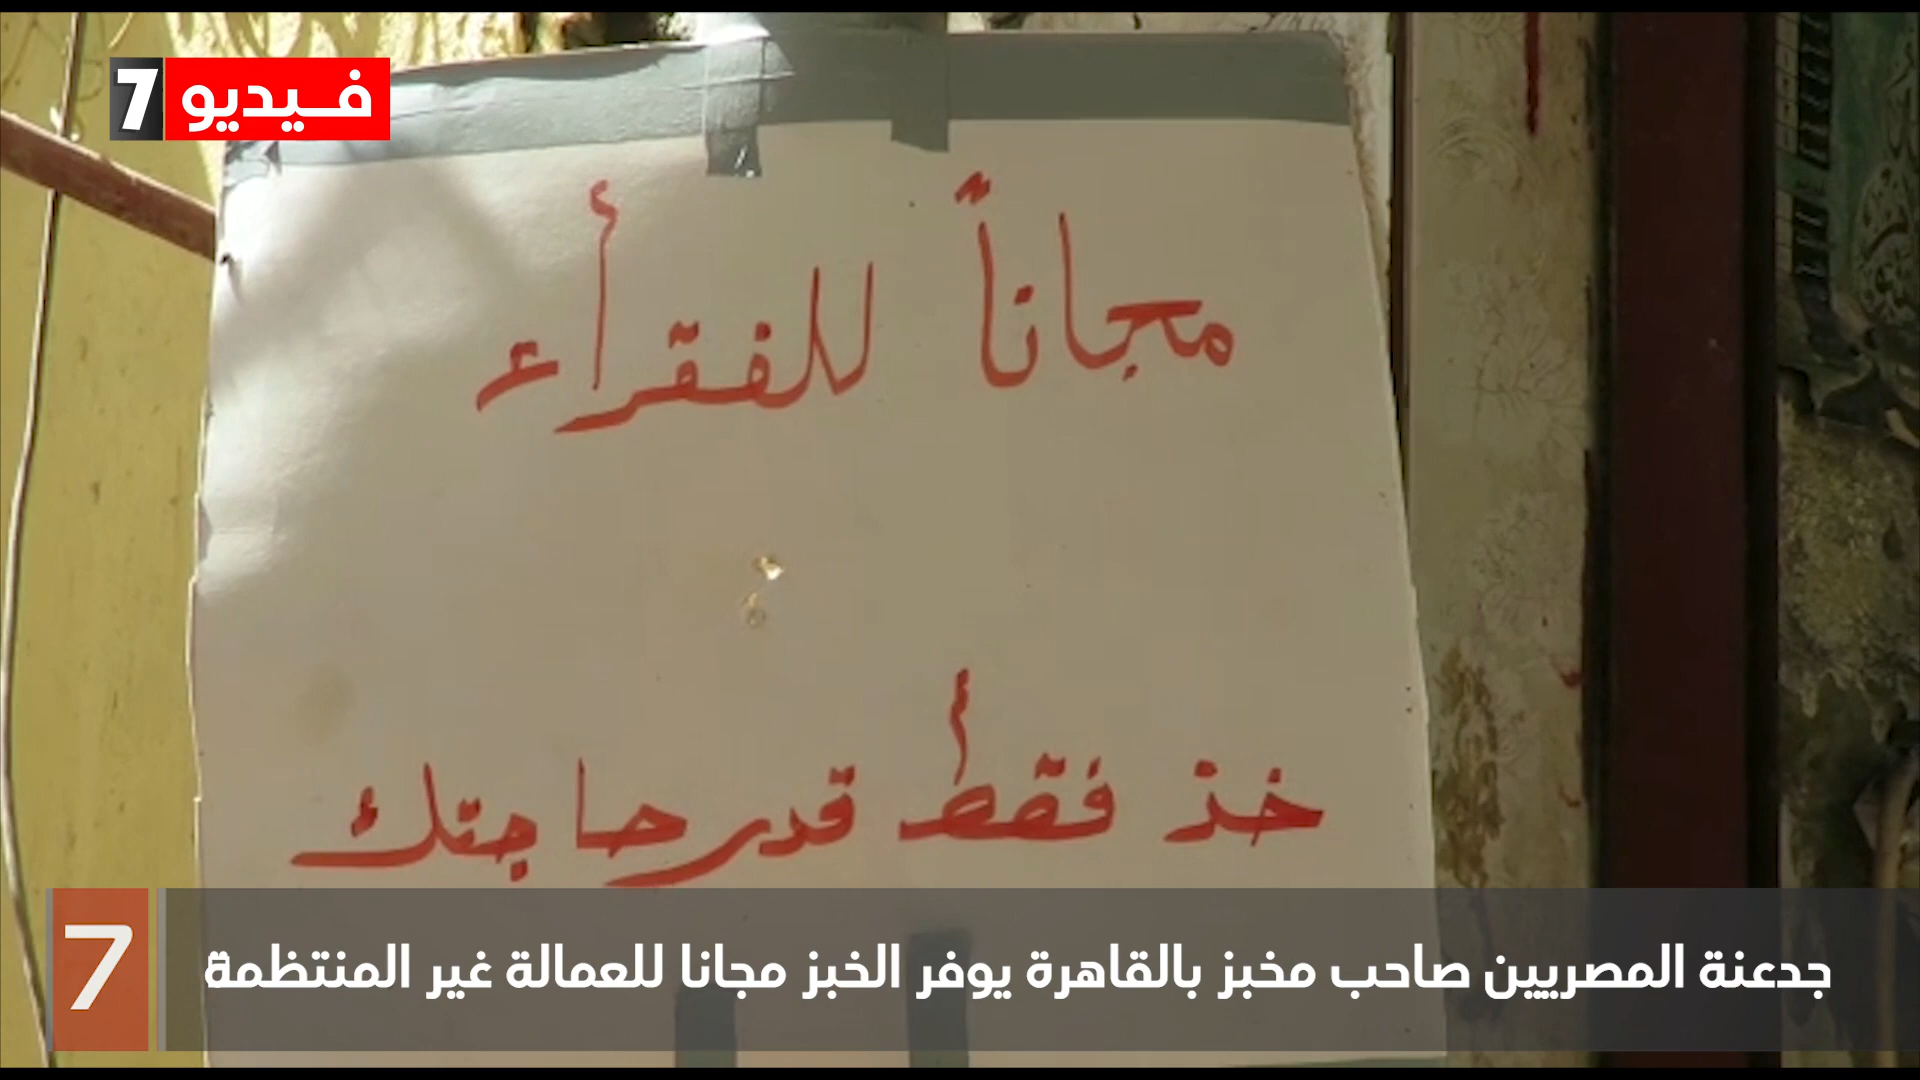 فيديو 7
مجاناً للفقرأء
خذ فقط قدر حاجتك
7
جدعنة المصريين صاحب مخبز بالقاهرة يوفر الخبز مجانا للعمالة غير المنتظمة